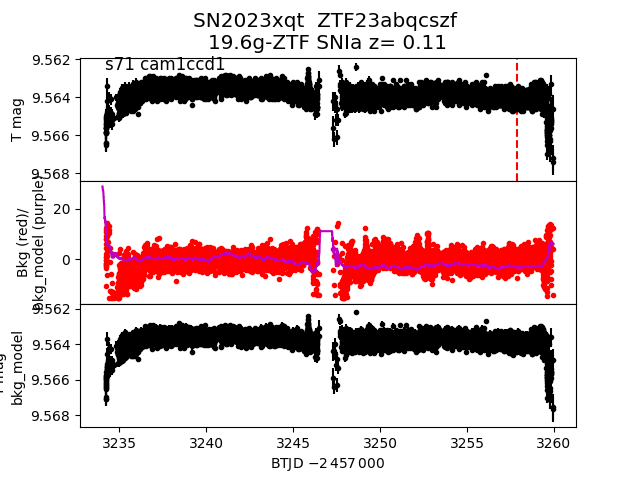 SN2023xqt ZTF23abqcszf
19.6g-ZTF SNIa z= 0.11
s71 cam1ccd1
9.562
9.564
9.566
9.568
T mag
20
0
Bkg (red)/
bkg_model (purple)
9.562
9.564
9.566
9.568
mag
bkg_model
3235
3240
3245
3250
3255
3260
BTJD −2 457 000